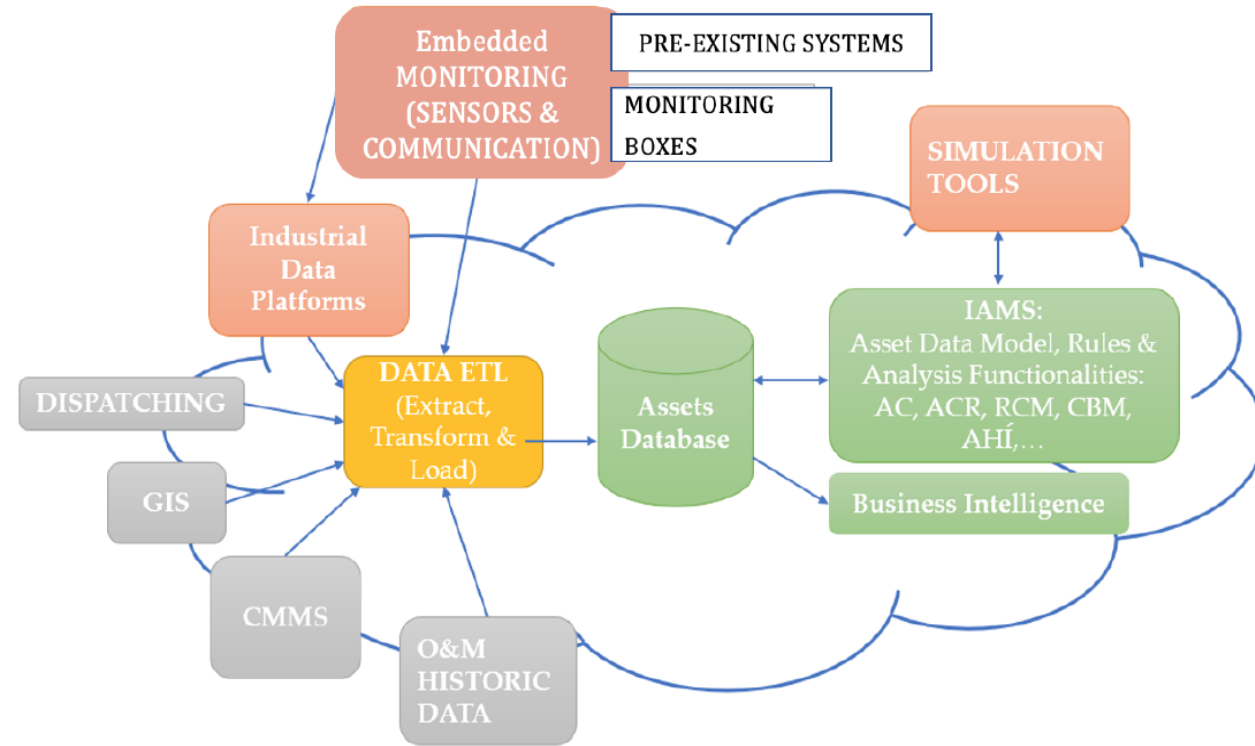 Embedded
MONITORING
(SENSORS &
COMMUNICATION)
PRE-EXISTING SYSTEMS
MONITORING
BOXES
SIMULATION
TOOLS
Industrial
Data
Platforms
IAMS:
Asset Data Model, Rules &
Analysis Functionalities:
AC, ACR, RCM, CBM,
AHÍ,...
DATA ETL
(Extract,
Transform &
Load)
Assets
Database
DISPATCHING
GIS
Business Intelligence
CMMS
O&M
HISTORIC
DATA